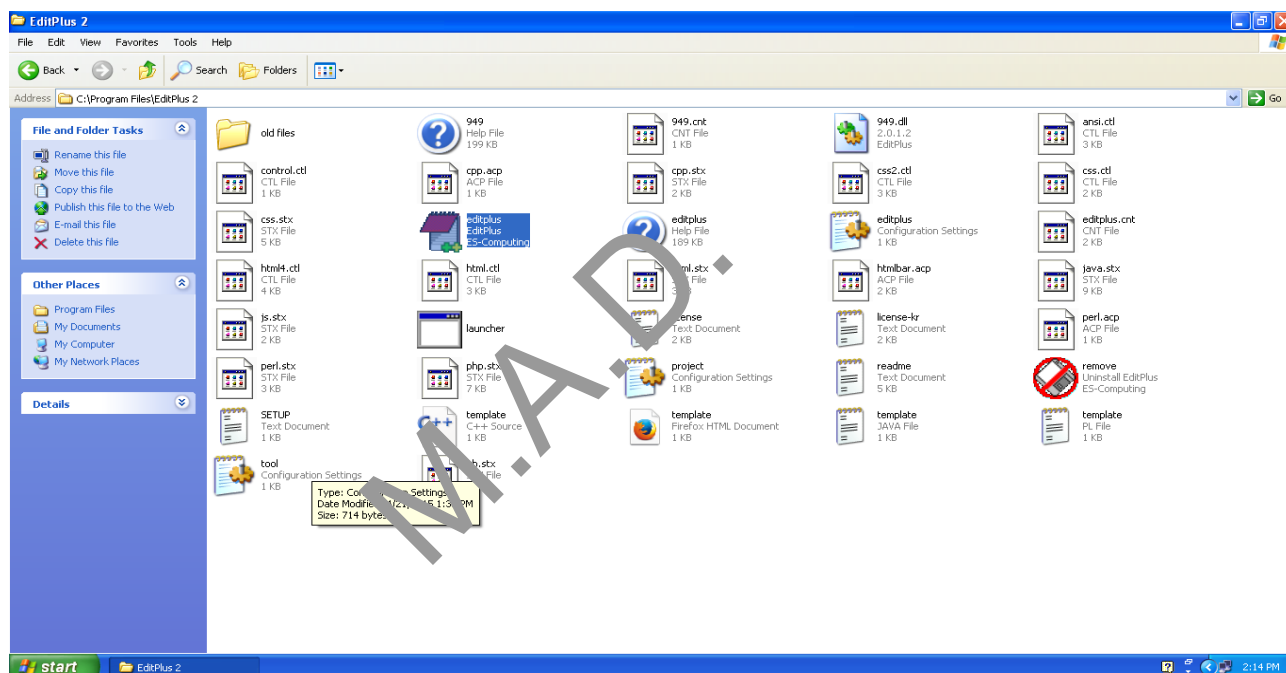 EditPlus 2
File Edit View Favorites Tools Help
Back Search Folders
Address C:\Program Files\EditPlus 2 Go
File and Folder Tasks
Rename this file
Move this file
Copy this file
Publish this file to the Web
E-mail this file
Delete this file
Other Places
Program Files
My Documents
My Computer
My Network Places
Details
old files
949
Help File
199 KB
949.cnt
CNT File
1 KB
949.dll
2.0.1.2
EditPlus
ansi.ctl
CTL File
3 KB
control.ctl
CTL File
1 KB
cpp.acp
ACP File
1 KB
cpp.stx
STX File
2 KB
css2.ctl
CTL File
3 KB
css.ctl
CTL File
2 KB
css.stx
STX File
5 KB
editplus
EditPlus
ES-Computing
editplus
Help File
189 KB
editplus
Configuration Settings
1 KB
editplus.cnt
CNT File
2 KB
html4.ctl
CTL File
4 KB
html.ctl
CTL File
3 KB
File
htmlbar.acp
ACP File
2 KB
java.stx
STX File
9 KB
js.stx
STX File
2 KB
launcher
Text Document
2 KB
license-kr
Text Document
2 KB
perl.acp
ACP File
1 KB
perl.stx
STX File
3 KB
php.stx
STX File
7 KB
project
Configuration Settings
1 KB
readme
Text Document
5 KB
remove
Uninstall EditPlus
ES-Computing
SETUP
Text Document
1 KB
template
C++ Source
1 KB
template
Firefox HTML Document
1 KB
template
JAVA File
1 KB
template
PL File
1 KB
tool
Configuration Settings
1 KB
File
Type: Settings
Date PM
Size: 714 bytes
M.A.D.
start EditPlus 2 2:14 PM